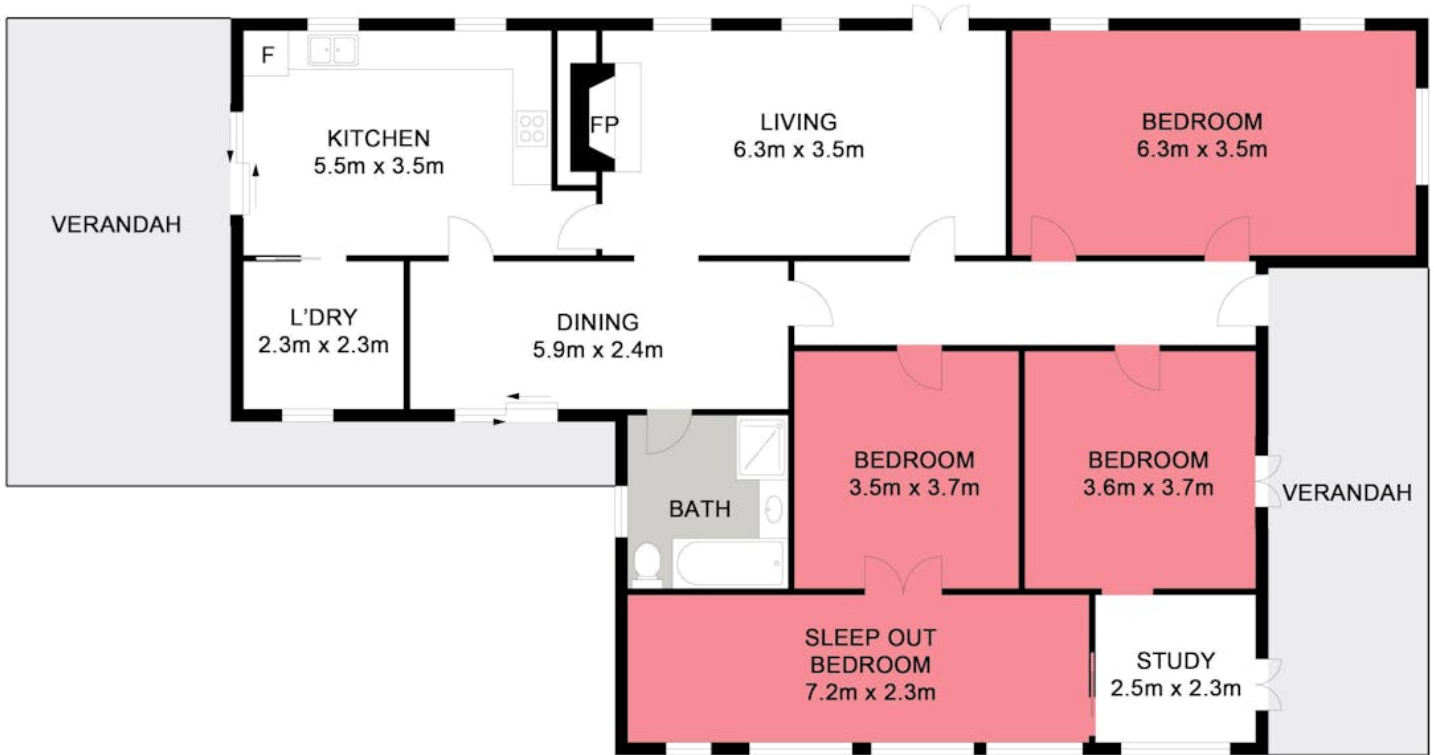 F
KITCHEN
5.5m x 3.5m
FP
LIVING
6.3m x 3.5m
BEDROOM
6.3m x 3.5m
VERANDAH
L'DRY
2.3m x 2.3m
DINING
5.9m x 2.4m
BATH
BEDROOM
3.5m x 3.7m
BEDROOM
3.6m x 3.7m
VERANDAH
SLEEP OUT
BEDROOM
7.2m x 2.3m
STUDY
2.5m x 2.3m